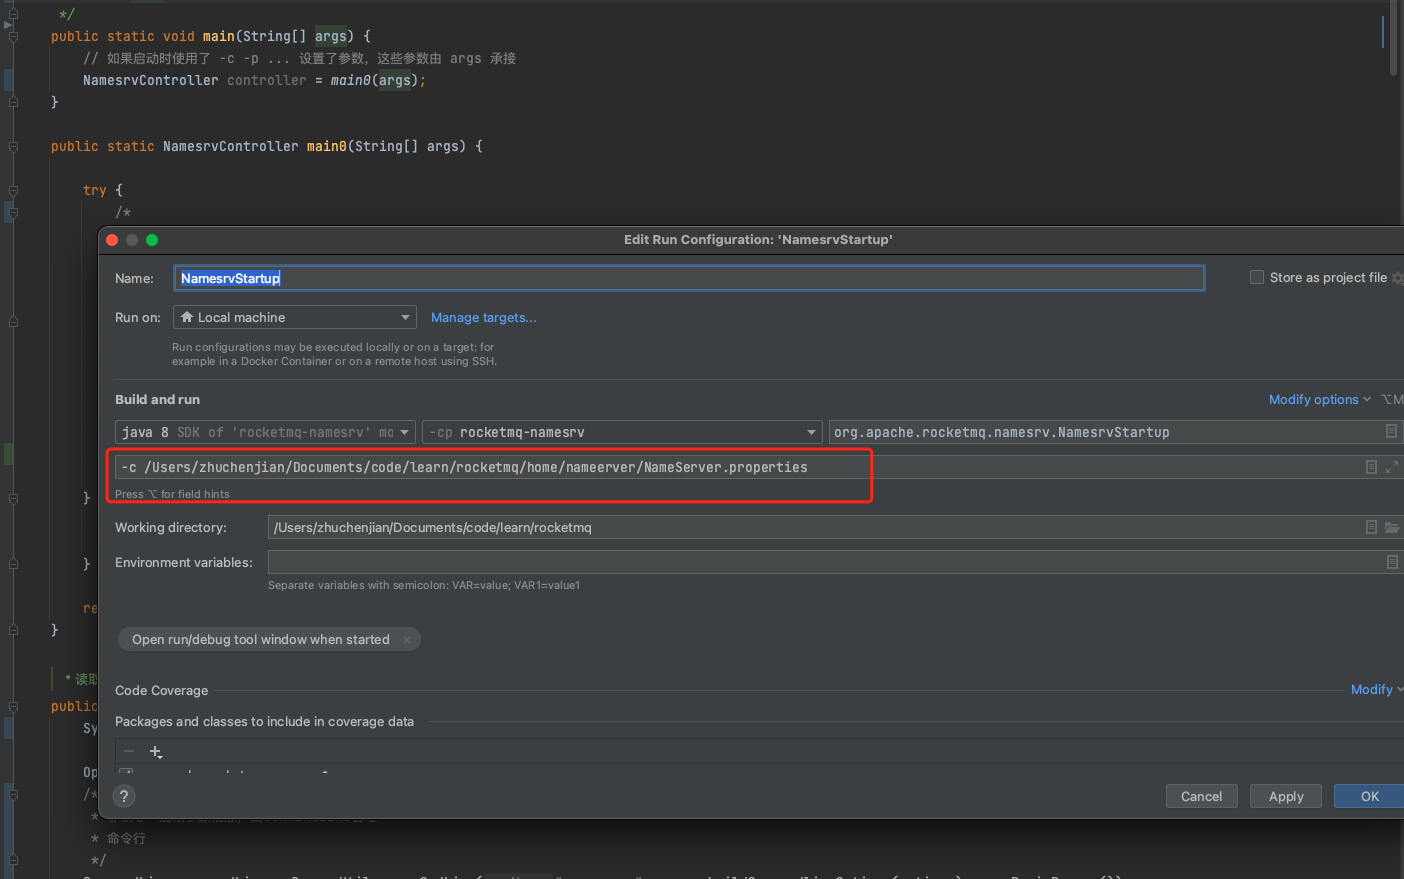 */
public static void main(String[] args) {
// 如果启动时使用了 -c -p ... 设置了参数，这些参数由 args 承接
NamesrvController controller = main0(args);
}
public static NamesrvController main0(String[] args) {
try {
/*
Edit Run Configuration: 'NamesrvStartup'
Name: NamesrvStartup Store as project file
Run on: Local machine Manage targets...
Run configurations may be executed locally or on a target: for
example in a Docker Container or on a remote host using SSH.
Build and run Modify options ⌥M
java 8 SDK of 'rocketmq-namesrv' mo -cp rocketmq-namesrv org.apache.rocketmq.namesrv.NamesrvStartup
-c /Users/zhuchenjian/Documents/code/learn/rocketmq/home/nameerver/NameServer.properties
Press ⌥ for field hints
}
Working directory: /Users/zhuchenjian/Documents/code/learn/rocketmq
Environment variables:
}
Separate variables with semicolon: VAR=value; VAR1=value1
re
}
Open run/debug tool window when started ×
* 读取
Code Coverage Modify
public
Packages and classes to include in coverage data
Sy
Op
/*
? Cancel Apply OK
*
* 命令行
*/